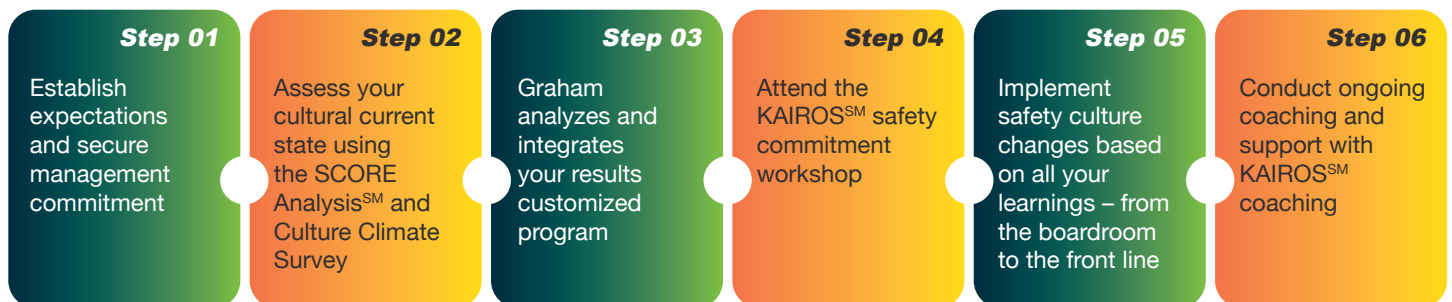 Step 01
Establish
expectations
and secure
management
commitment
Step 02
Assess your
cultural current
state using
the SCORE
Analysis℠ and
Culture Climate
Survey
Step 03
Graham
analyzes and
integrates
your results
customized
program
Step 04
Attend the
KAIROS℠ safety
commitment
workshop
Step 05
Implement
safety culture
changes based
on all your
learnings – from
the boardroom
to the front line
Step 06
Conduct ongoing
coaching and
support with
KAIROS℠
coaching